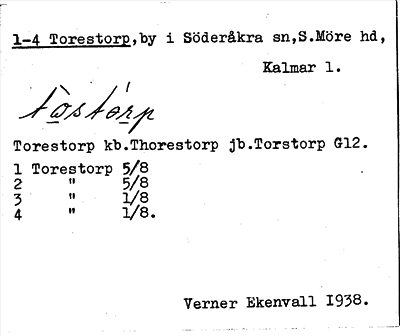 1-4 Torestorp,by i Söderåkra sn,S.Möre hd,
Kalmar l.
tòstórp
Torestorp kb.Thorestorp jb.Torstorp G12.
1 Torestorp 5/8
2 " 5/8
3 " 1/8
4 " 1/8.
Verner Ekenvall 1938.